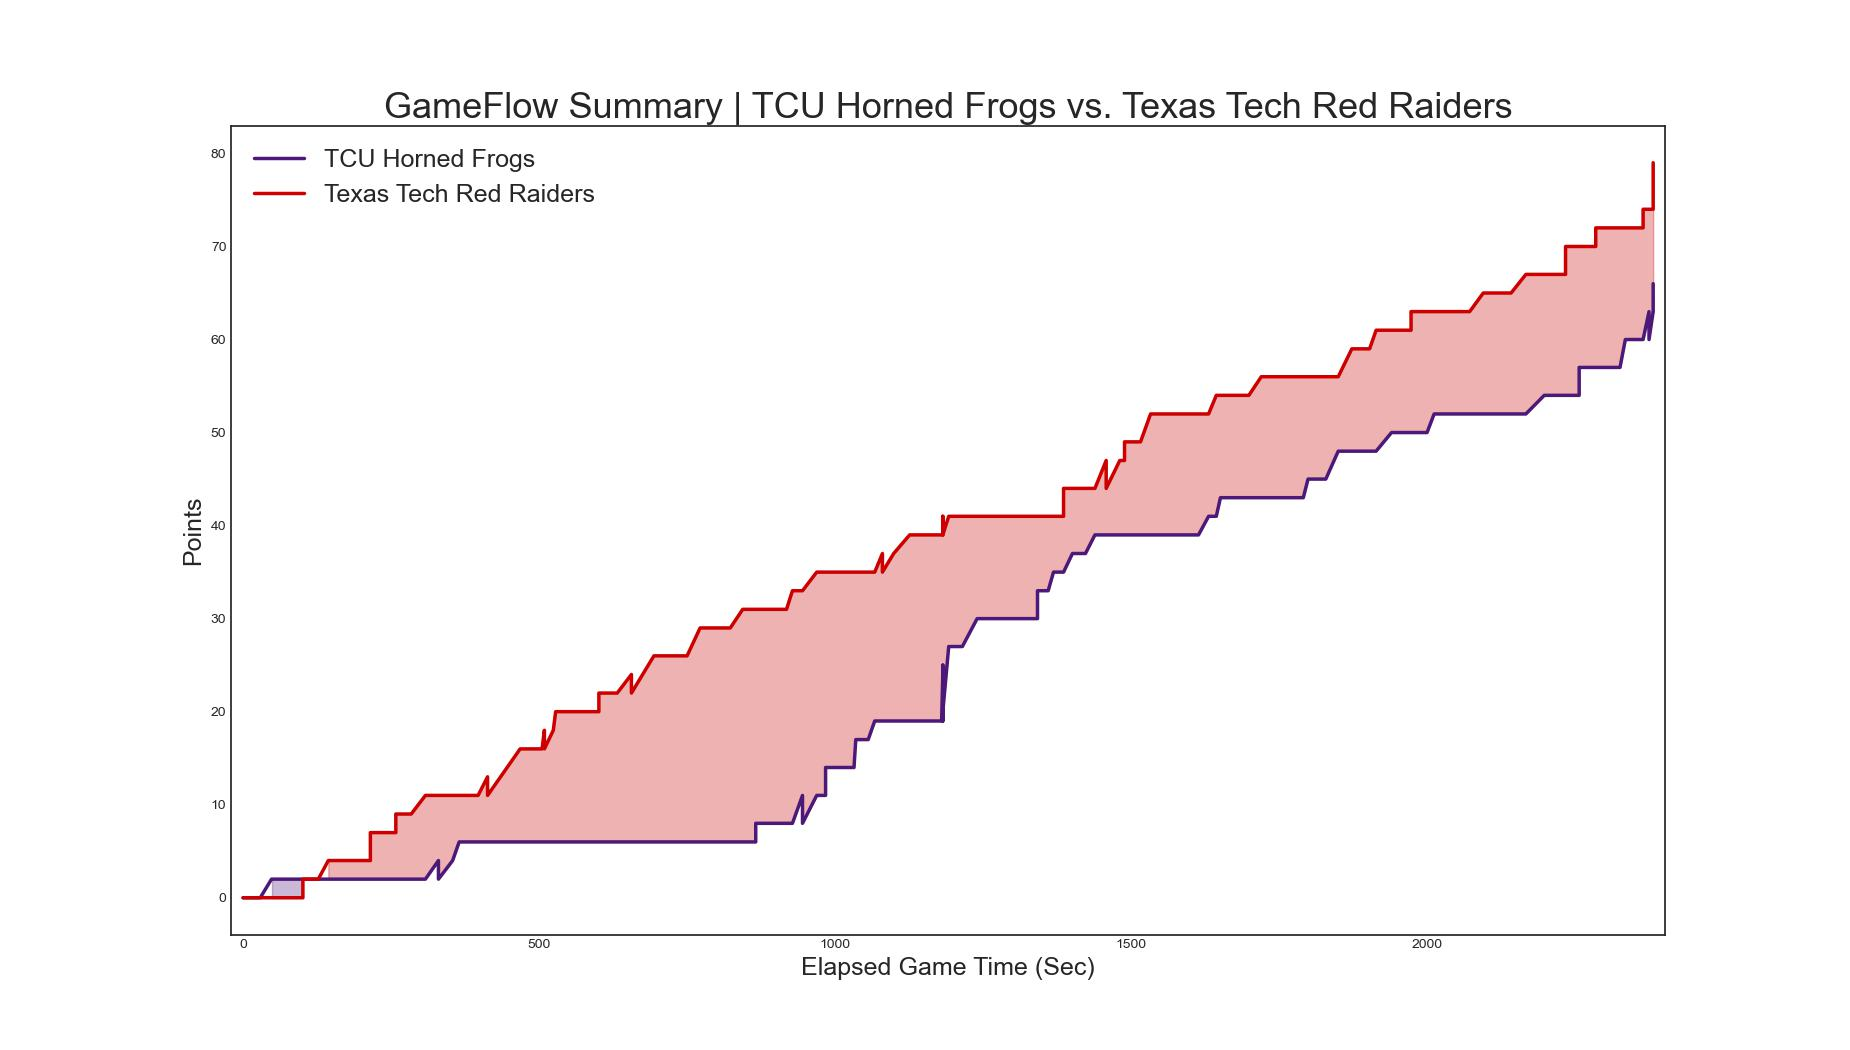 GameFlow Summary | TCU Horned Frogs vs. Texas Tech Red Raiders
TCU Horned Frogs
Texas Tech Red Raiders
Points
80
70
60
50
40
30
20
10
0
0 500 1000 1500 2000
Elapsed Game Time (Sec)